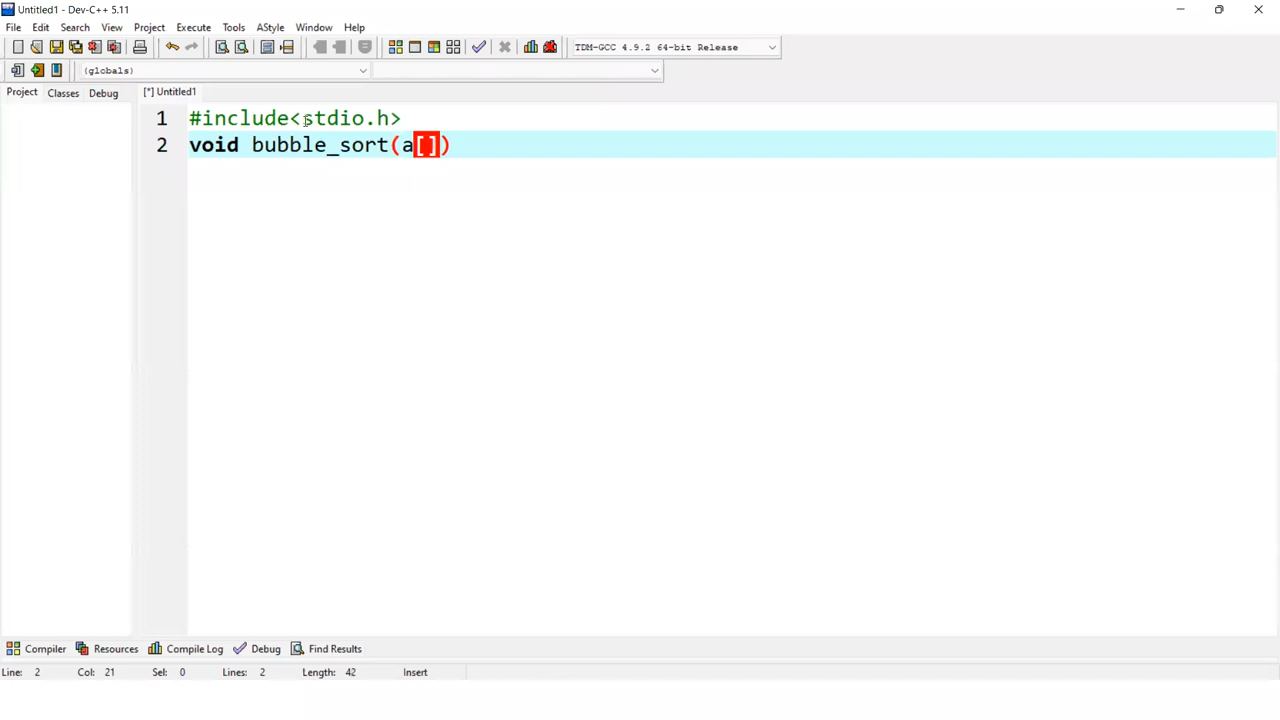 Untitled1 - Dev-C++ 5.11
File Edit Search View Project Execute Tools AStyle Window Help
TDM-GCC 4.9.2 64-bit Release
(globals)
Project Classes Debug [*] Untitled1
1 #include<stdio.h>
2 void bubble_sort(a[])
Compiler Resources Compile Log Debug Find Results
Line: 2 Col: 21 Sel: 0 Lines: 2 Length: 42 Insert